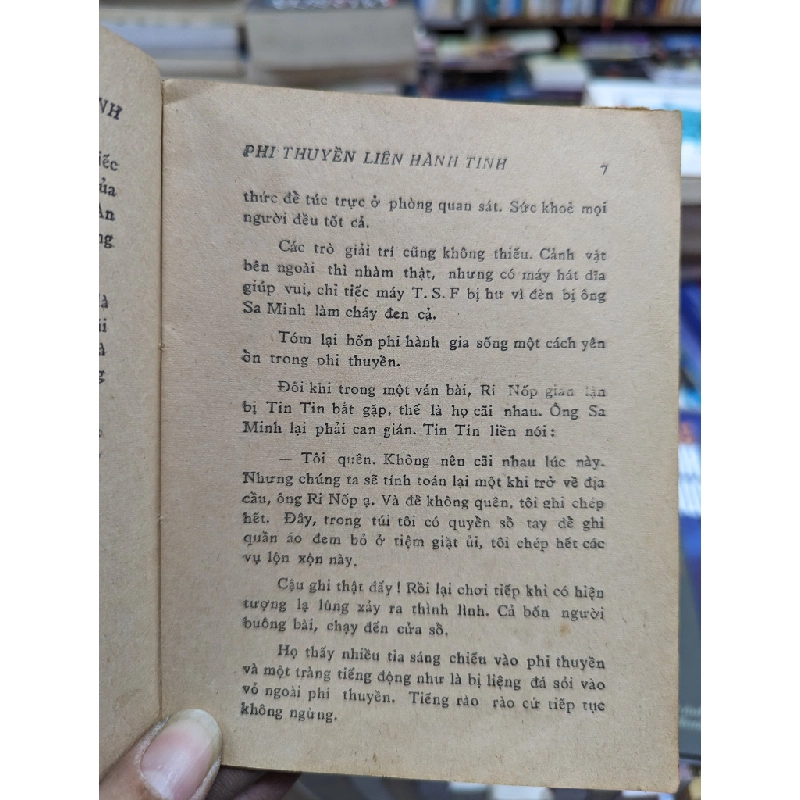 NH
iếc
ủa
Ấn
ng
là
ii
à
g
PHI THUYỀN LIÊN HÀNH TINH 7
thức để túc trực ở phòng quan sát. Sức khoẻ mọi
người đều tốt cả.
Các trò giải trí cũng không thiếu. Cảnh vật
bên ngoài thì nhàm thật, nhưng có máy hát dĩa
giúp vui, chỉ tiếc máy T. S. F bị hư vì đèn bị ông
Sa Minh làm cháy đen cả.
Tóm lại bốn phi hành gia sống một cách yên
ổn trong phi thuyền.
Đôi khi trong một ván bài, Ri Nốp gian lận
bị Tin Tin bắt gặp, thế là họ cãi nhau. Ông Sa
Minh lại phải can gián. Tin Tin liền nói :
— Tôi quên. Không nên cãi nhau lúc này.
Nhưng chúng ta sẽ tính toán lại một khi trở về địa
cầu, ông Ri Nốp ạ. Và để không quên, tôi ghi chép
hết. Đây, trong túi tôi có quyển sổ tay để ghi
quần áo đem bỏ ở tiệm giặt ủi, tôi chép hết các
vụ lộn xộn này.
Cậu ghi thật đấy ! Rồi lại chơi tiếp khi có hiện
tượng lạ lùng xảy ra thình lình. Cả bốn người
buông bài, chạy đến cửa sổ.
Họ thấy nhiều tia sáng chiếu vào phi thuyền
và một tràng tiếng động như là bị liệng đá sỏi vào
vỏ ngoài phi thuyền. Tiếng rào rào cứ tiếp tục
không ngừng.